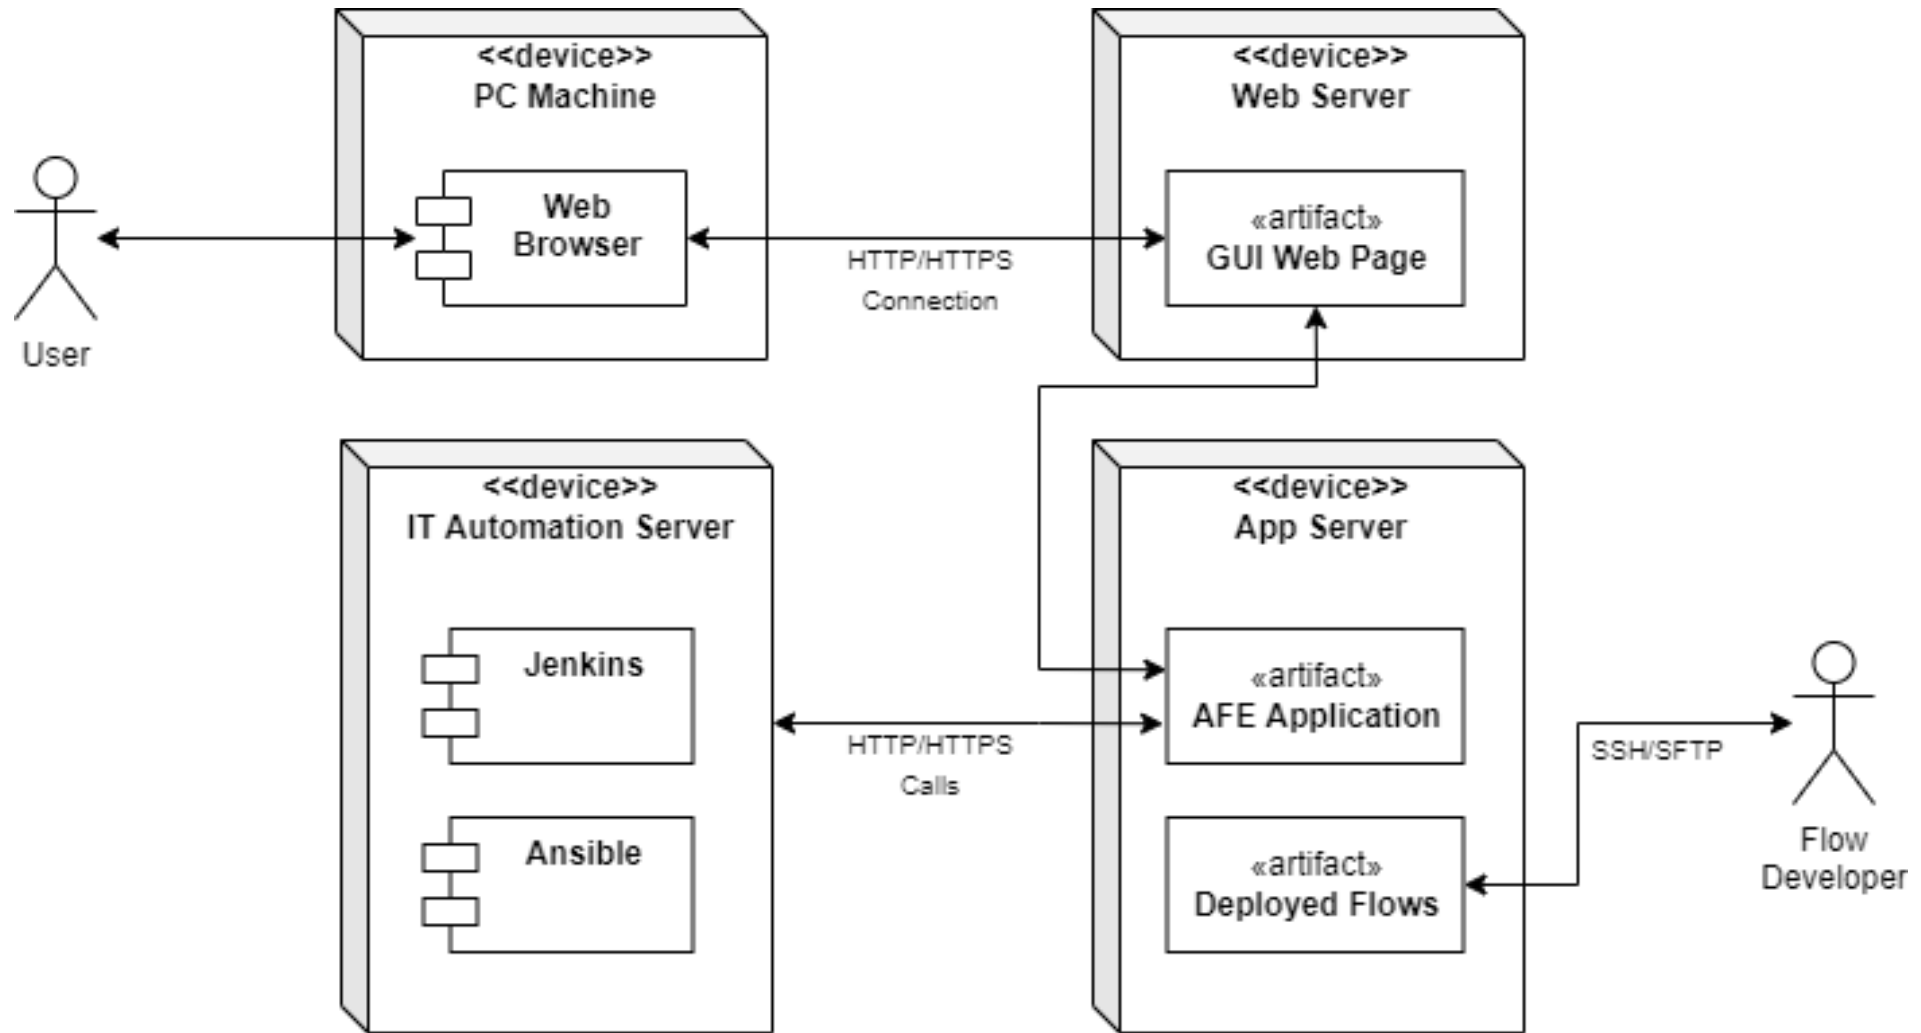 <<device>>
PC Machine
Web
Browser
User
HTTP/HTTPS
Connection
<<device>>
Web Server
«artifact»
GUI Web Page
<<device>>
IT Automation Server
Jenkins
Ansible
HTTP/HTTPS
Calls
<<device>>
App Server
«artifact»
AFE Application
«artifact»
Deployed Flows
SSH/SFTP
Flow
Developer